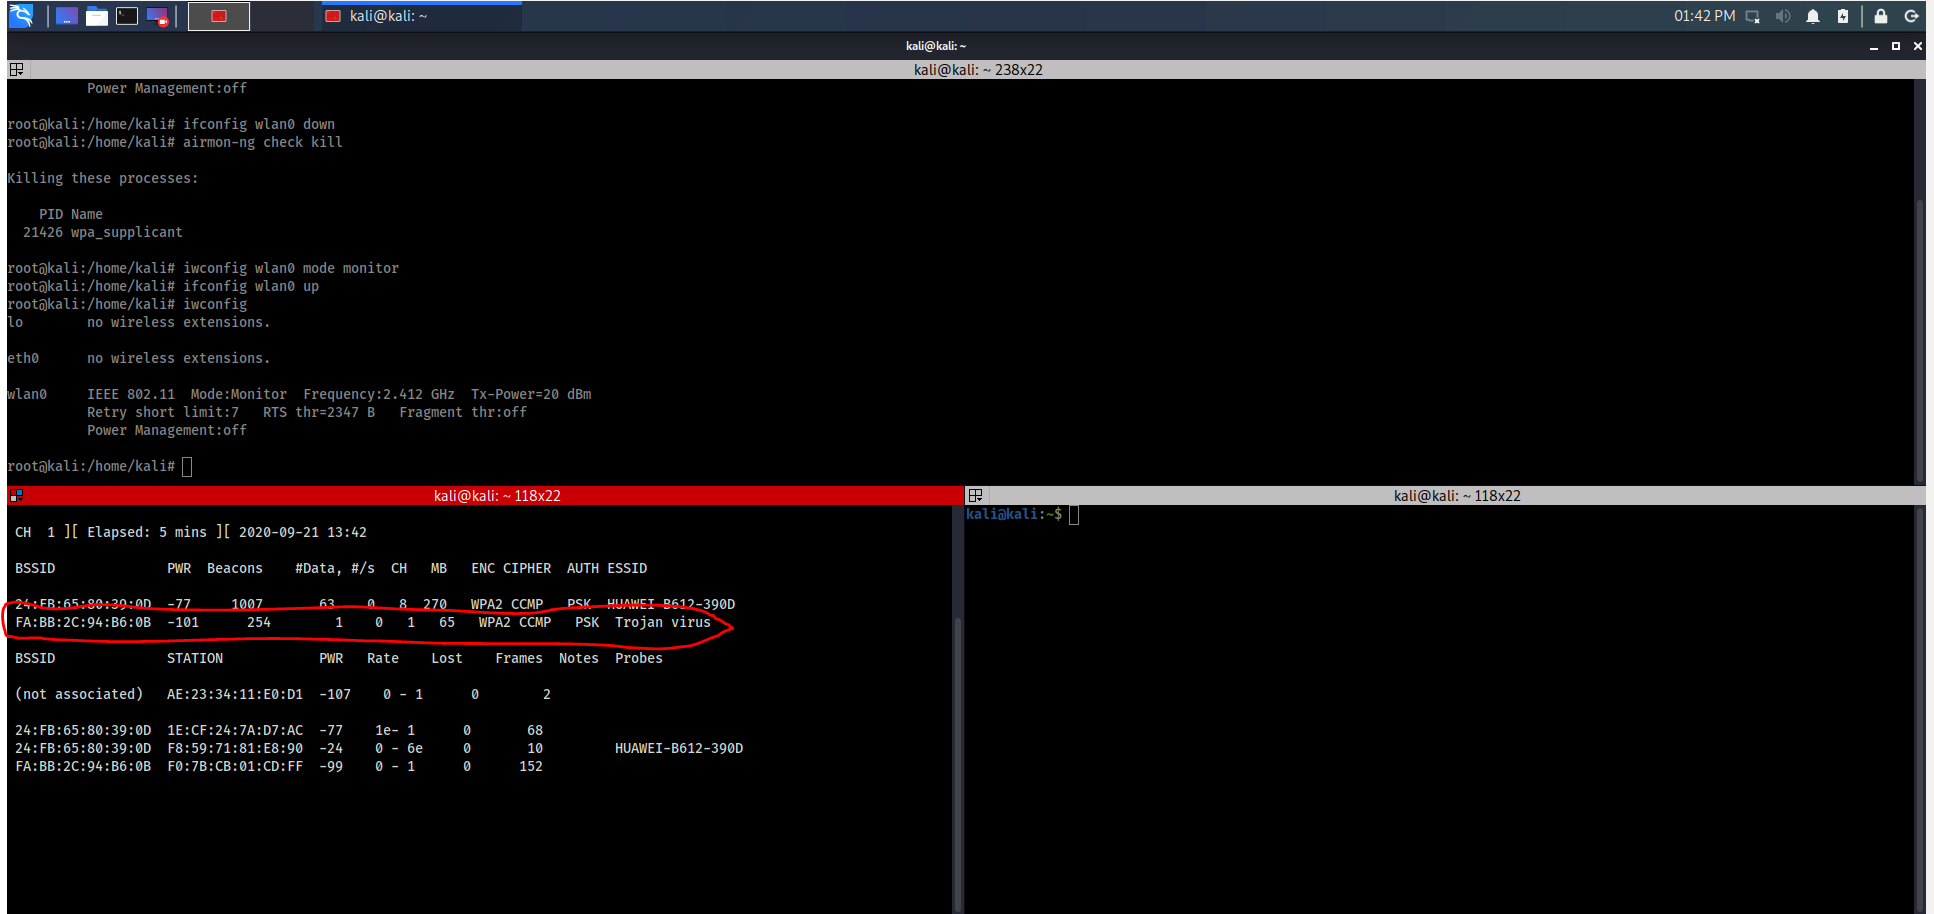 kali@kali: ~
01:42 PM
kali@kali: ~
kali@kali: ~ 238x22
Power Management:off
root@kali:/home/kali# ifconfig wlan0 down
root@kali:/home/kali# airmon-ng check kill
Killing these processes:
PID Name
21426 wpa_supplicant
root@kali:/home/kali# iwconfig wlan0 mode monitor
root@kali:/home/kali# ifconfig wlan0 up
root@kali:/home/kali# iwconfig
lo        no wireless extensions.
eth0      no wireless extensions.
wlan0     IEEE 802.11  Mode:Monitor  Frequency:2.412 GHz  Tx-Power=20 dBm
Retry short limit:7   RTS thr=2347 B   Fragment thr:off
Power Management:off
root@kali:/home/kali#
kali@kali: ~ 118x22
CH  1 ][ Elapsed: 5 mins ][ 2020-09-21 13:42
BSSID              PWR  Beacons    #Data, #/s  CH   MB   ENC CIPHER  AUTH ESSID
24:FB:65:80:39:0D  -77     1007       63    0   8  270   WPA2 CCMP   PSK  HUAWEI-B612-390D
FA:BB:2C:94:B6:0B  -101      254        1    0   1   65   WPA2 CCMP   PSK  Trojan virus
BSSID              STATION            PWR   Rate    Lost    Frames  Notes  Probes
(not associated)   AE:23:34:11:E0:D1  -107    0 - 1      0        2
24:FB:65:80:39:0D  1E:CF:24:7A:D7:AC  -77    1e- 1      0       68
24:FB:65:80:39:0D  F8:59:71:81:E8:90  -24    0 - 6e     0       10         HUAWEI-B612-390D
FA:BB:2C:94:B6:0B  F0:7B:CB:01:CD:FF  -99    0 - 1      0      152
kali@kali: ~ 118x22
kali@kali:~$